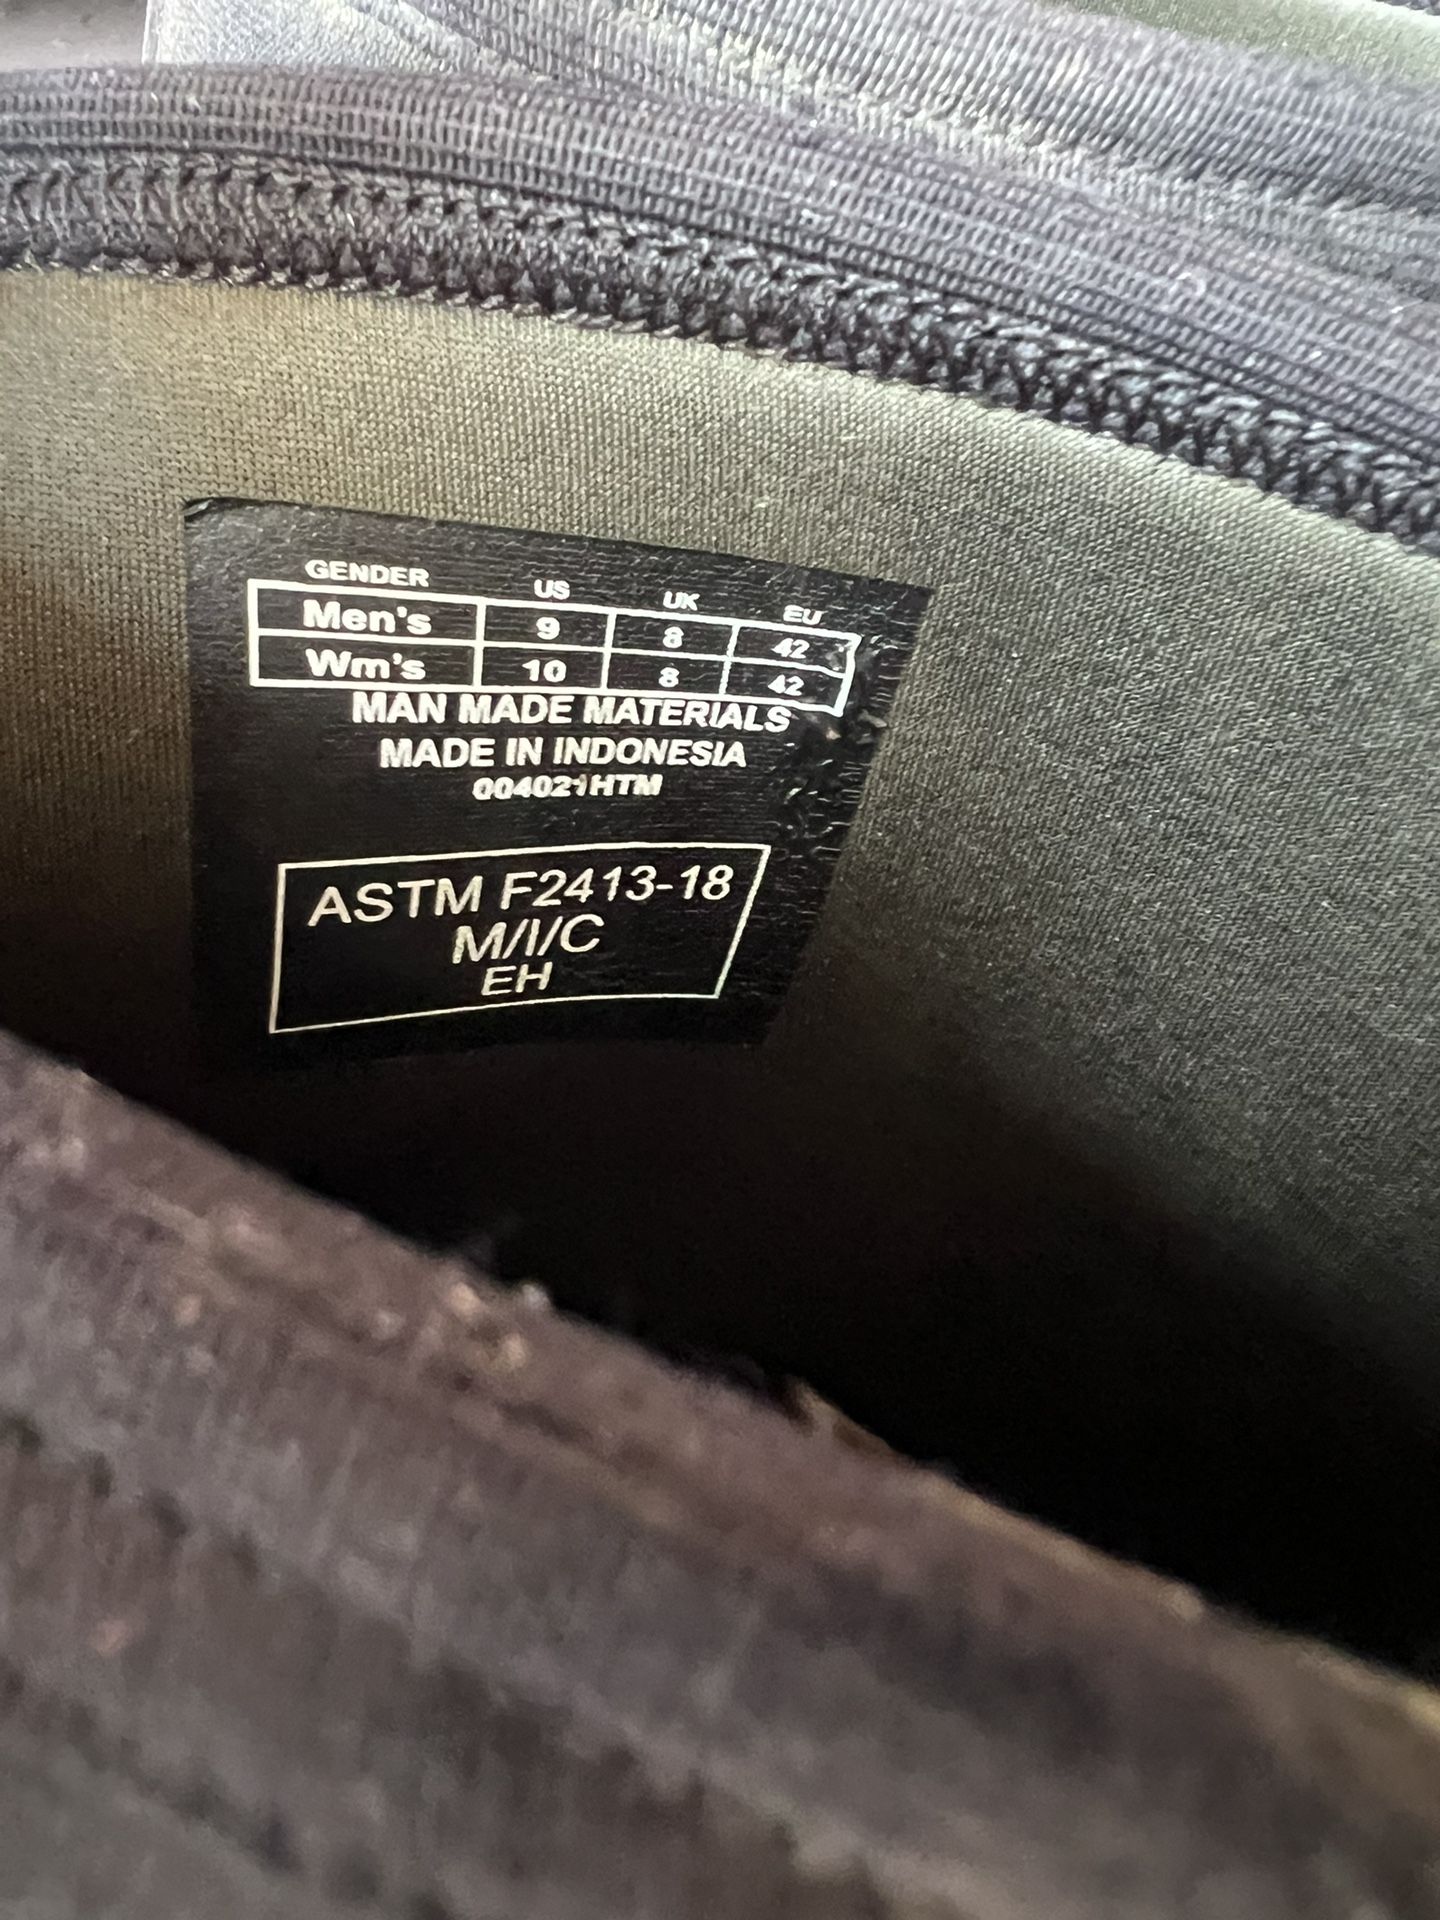 GENDER US UK EU
Men's 9 8 42
Wm's 10 8 42
MAN MADE MATERIALS
MADE IN INDONESIA
004021HTM
ASTM F2413-18
M/I/C
EH